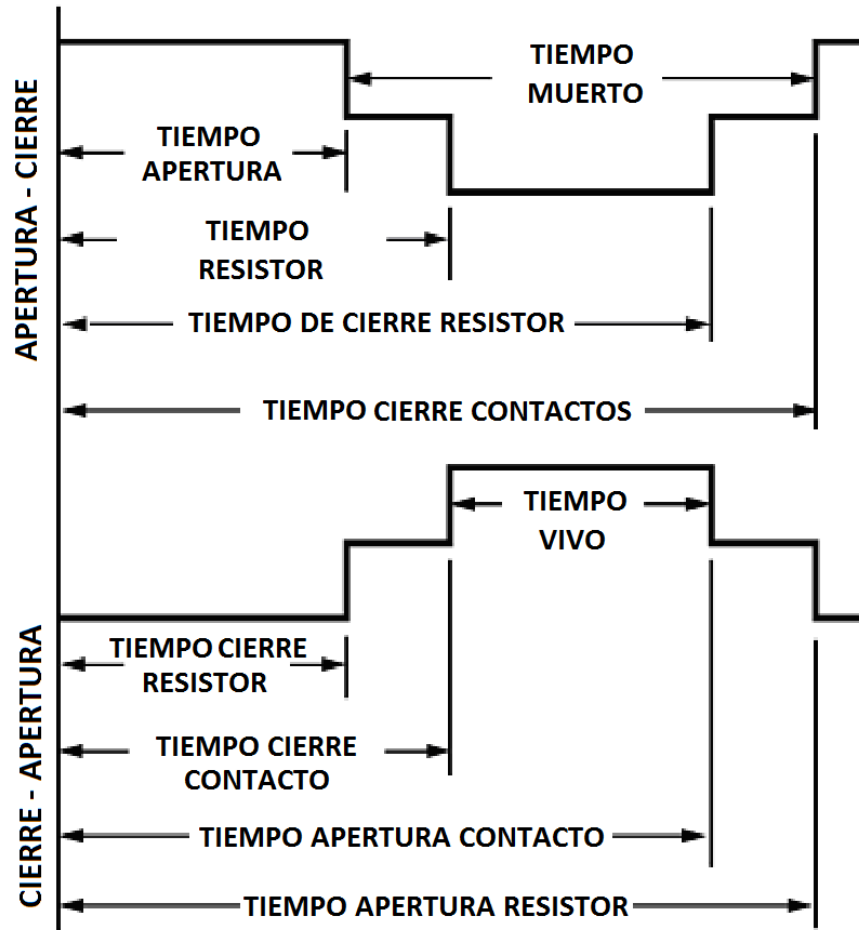 APERTURA - CIERRE
TIEMPO
MUERTO
TIEMPO
APERTURA
TIEMPO
RESISTOR
TIEMPO DE CIERRE RESISTOR
TIEMPO CIERRE CONTACTOS
CIERRE - APERTURA
TIEMPO
VIVO
TIEMPO CIERRE
RESISTOR
TIEMPO CIERRE
CONTACTO
TIEMPO APERTURA CONTACTO
TIEMPO APERTURA RESISTOR